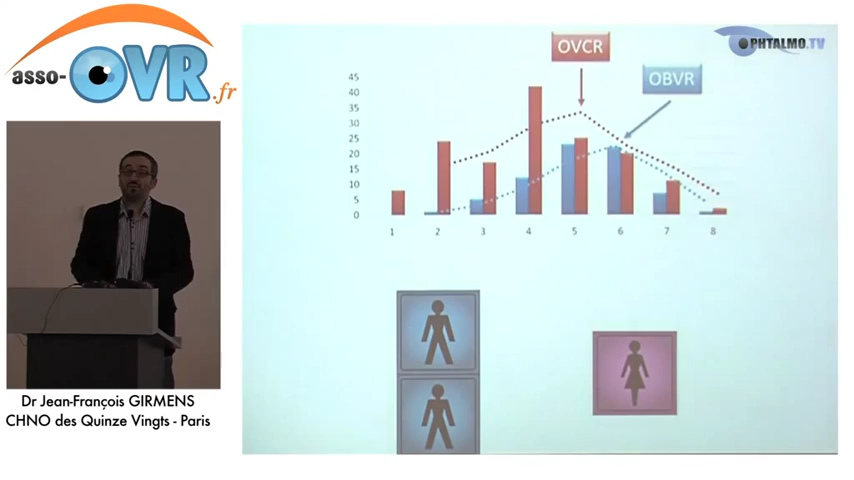 asso-OVR.fr
OPHTALMO.TV
OVCR
OBVR
45
40
35
30
25
20
15
10
5
0
1 2 3 4 5 6 7 8
Dr Jean-François GIRMENS
CHNO des Quinze Vingts - Paris